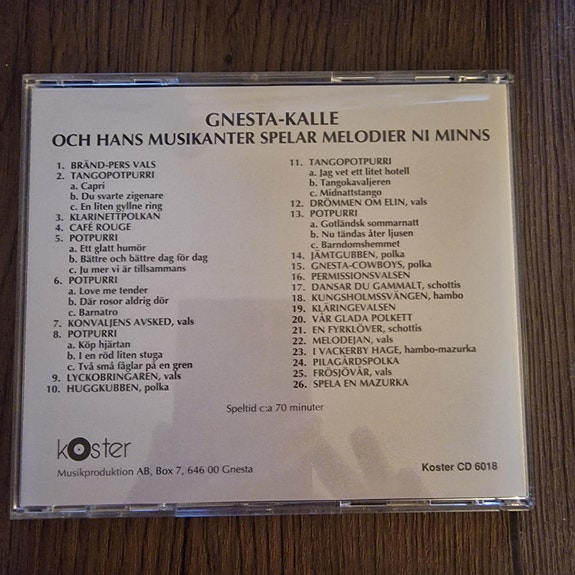 GNESTA-KALLE
OCH HANS MUSIKANTER SPELAR MELODIER NI MINNS
1. BRÄND-PERS VALS
2. TANGOPOTPURRI
a. Capri
b. Du svarte zigenare
c. En liten gyllne ring
3. KLARINETTPOLKAN
4. CAFÉ ROUGE
5. POTPURRI
a. Ett glatt humör
b. Bättre och bättre dag för dag
c. Ju mer vi är tillsammans
6. POTPURRI
a. Love me tender
b. Där rosor aldrig dör
c. Barnatro
7. KONVALJENS AVSKED, vals
8. POTPURRI
a. Köp hjärtan
b. I en röd liten stuga
c. Två små fåglar på en gren
9. LYCKOBRINGAREN, vals
10. HUGGKUBBEN, polka
11. TANGOPOTPURRI
a. Jag vet ett litet hotell
b. Tangokavaljeren
c. Midnattstango
12. DRÖMMEN OM ELIN, vals
13. POTPURRI
a. Gotländsk sommarnatt
b. Nu tändas åter ljusen
c. Barndomshemmet
14. JÄMTGUBBEN, polka
15. GNESTA-COWBOYS, polka
16. PERMISSIONSVALSEN
17. DANSAR DU GAMMALT, schottis
18. KUNGSHOLMSSVÄNGEN, hambo
19. KLÄRINGEVALSEN
20. VÅR GLADA POLKETT
21. EN FYRKLÖVER, schottis
22. MELODEJAN, vals
23. I VACKERBY HAGE, hambo-mazurka
24. PILAGÅRDSPOLKA
25. FRÖSJÖVÅR, vals
26. SPELA EN MAZURKA
Speltid c:a 70 minuter
koster
Musikproduktion AB, Box 7, 646 00 Gnesta
Koster CD 6018